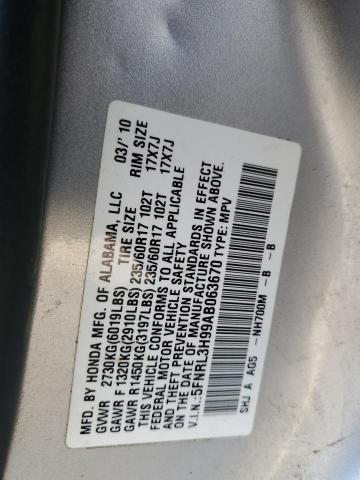 MFD. BY HONDA MFG. OF ALABAMA, LLC 03/'10
GVWR 2730KG(6019LBS) TIRE SIZE RIM SIZE
GAWR F 1320KG(2910LBS) 235/60R17 102T 17X7J
GAWR R1450KG(3197LBS) 235/60R17 102T 17X7J
THIS VEHICLE CONFORMS TO ALL APPLICABLE
FEDERAL MOTOR VEHICLE SAFETY
AND THEFT PREVENTION STANDARDS IN EFFECT
ON THE DATE OF MANUFACTURE SHOWN ABOVE.
V.I.N.:5FNRL3H99AB063670 TYPE: MPV
SHJ A AG5 -NH700M -B -B